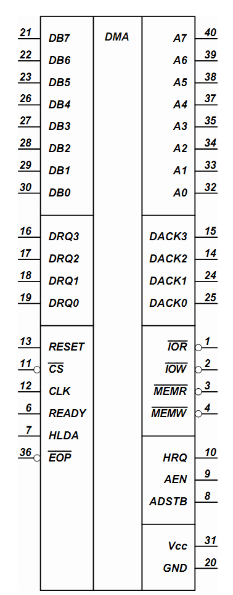 21 DB7 DMA A7 40
22 DB6 A6 39
23 DB5 A5 38
26 DB4 A4 37
27 DB3 A3 35
28 DB2 A2 34
29 DB1 A1 33
30 DB0 A0 32
16 DRQ3 DACK3 15
17 DRQ2 DACK2 14
18 DRQ1 DACK1 24
19 DRQ0 DACK0 25
13 RESET IOR 1
11 CS IOW 2
12 CLK MEMR 3
6 READY MEMW 4
7 HLDA
36 EOP HRQ 10
AEN 9
ADSTB 8
Vcc 31
GND 20